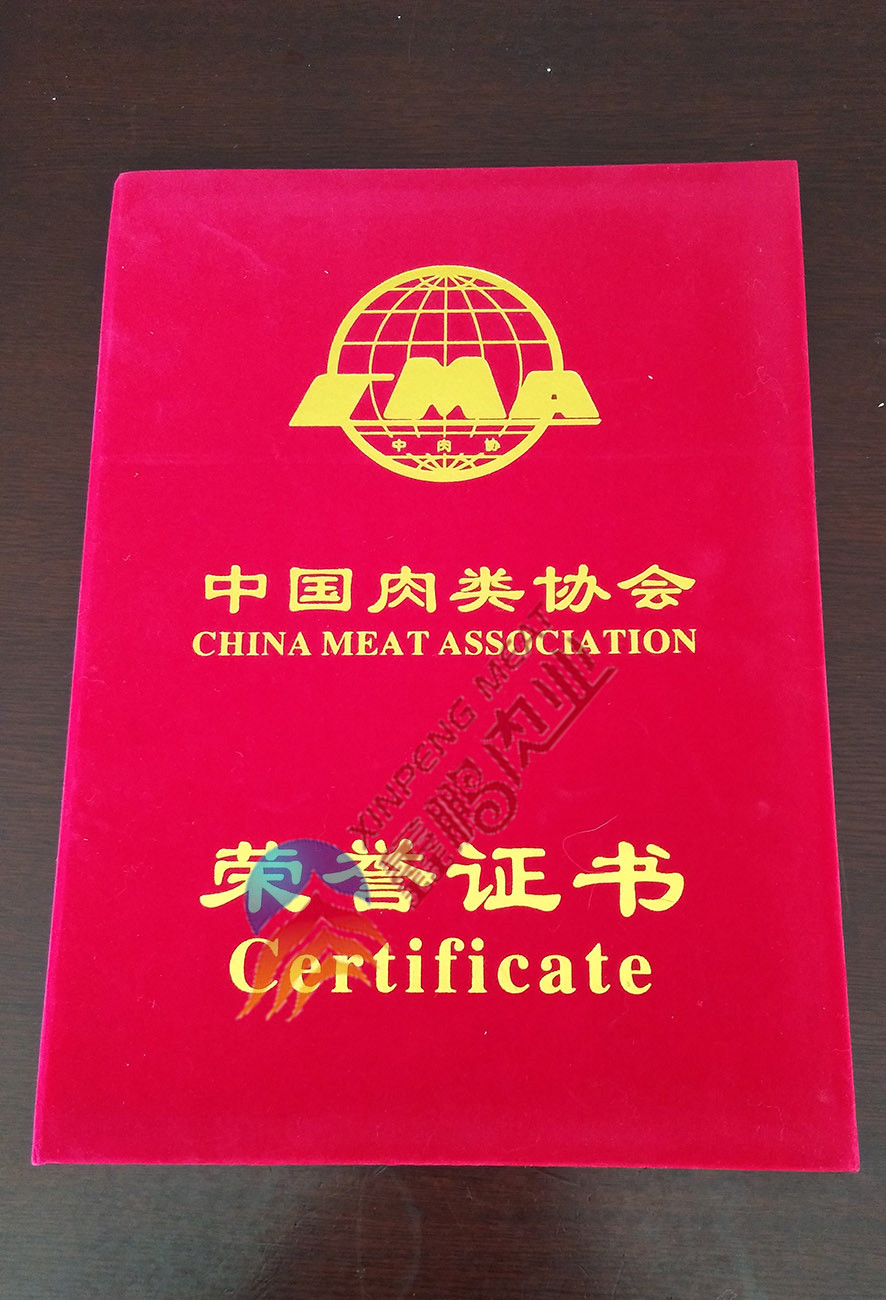 CMA
中肉协
中国肉类协会
CHINA MEAT ASSOCIATION
XINPENG MEAT
鑫鹏肉业
荣誉证书
Certificate